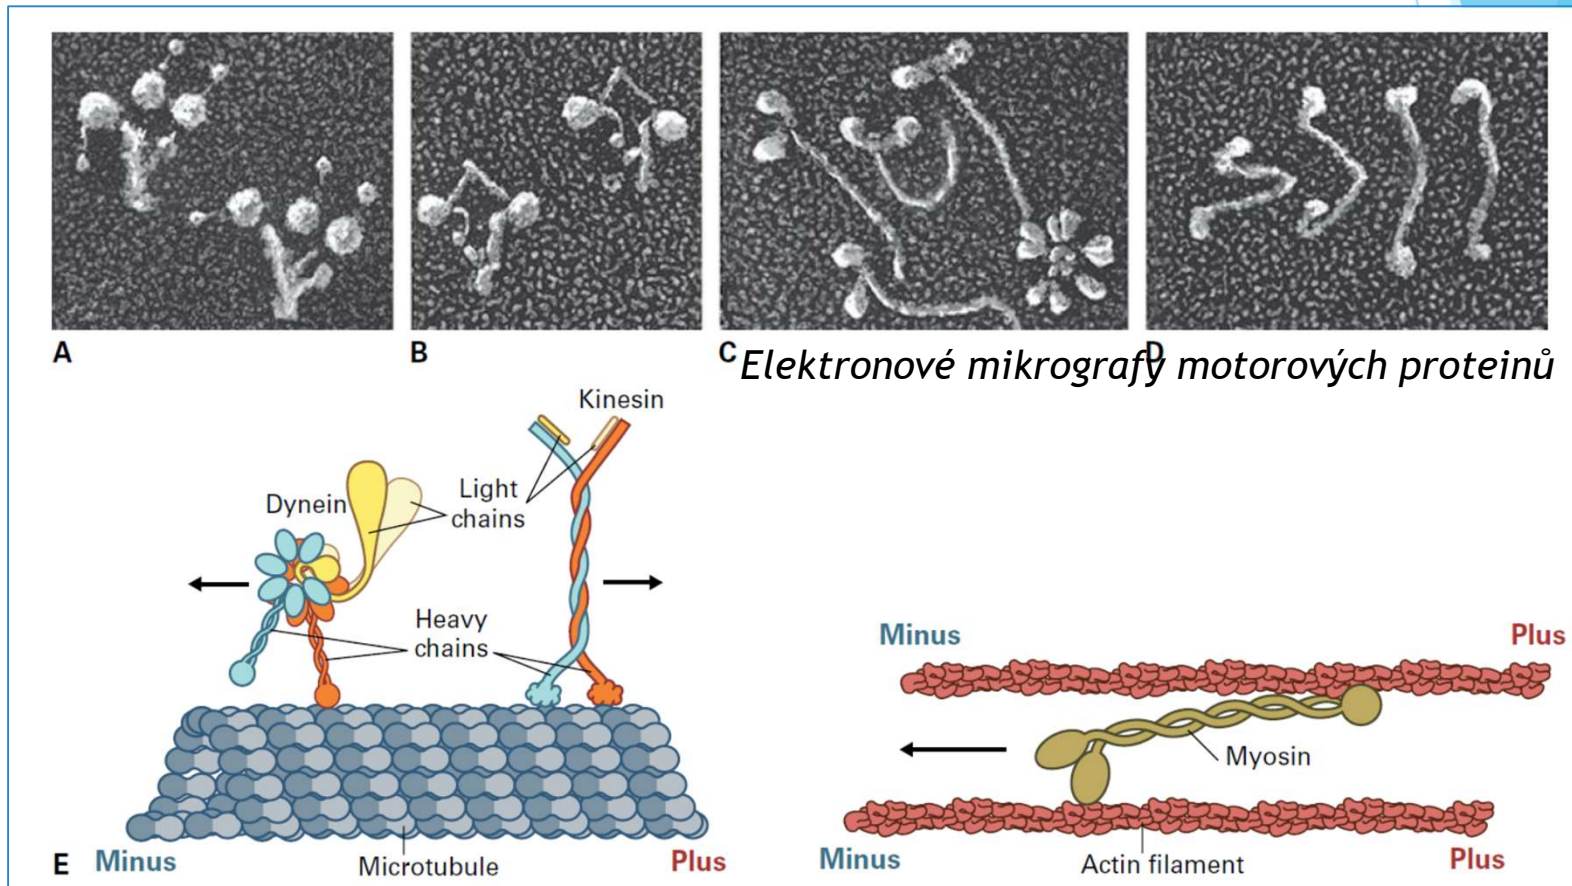 A
B
C
D
Elektronové mikrografy motorových proteinů
Kinesin
Dynein
Light
chains
Heavy
chains
E
Minus
Microtubule
Plus
Minus
Plus
Myosin
Minus
Actin filament
Plus